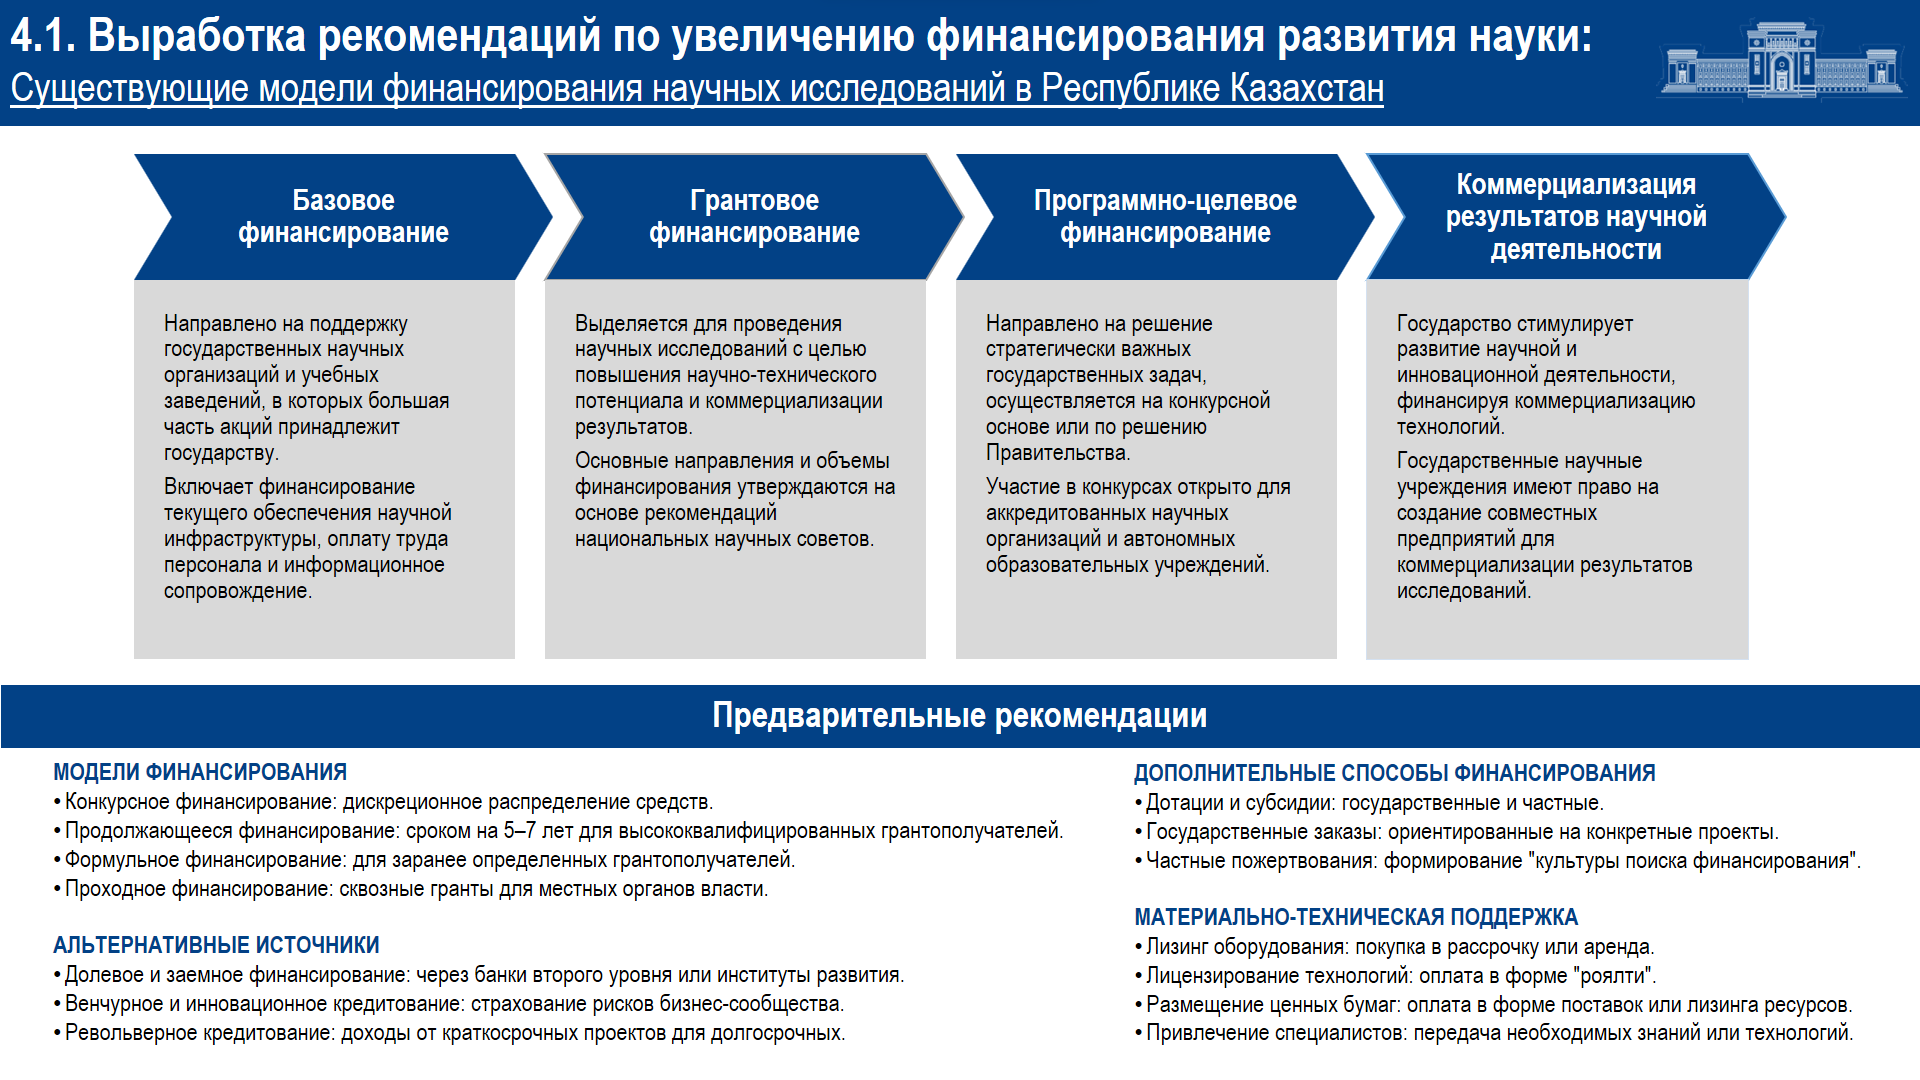 4.1. Выработка рекомендаций по увеличению финансирования развития науки:
Существующие модели финансирования научных исследований в Республике Казахстан
Базовое
финансирование
Направлено на поддержку
государственных научных
организаций и учебных
заведений, в которых большая
часть акций принадлежит
государству.
Включает финансирование
текущего обеспечения научной
инфраструктуры, оплату труда
персонала и информационное
сопровождение.
Грантовое
финансирование
Выделяется для проведения
научных исследований с целью
повышения научно-технического
потенциала и коммерциализации
результатов.
Основные направления и объемы
финансирования утверждаются на
основе рекомендаций
национальных научных советов.
Программно-целевое
финансирование
Направлено на решение
стратегически важных
государственных задач,
осуществляется на конкурсной
основе или по решению
Правительства.
Участие в конкурсах открыто для
аккредитованных научных
организаций и автономных
образовательных учреждений.
Коммерциализация
результатов научной
деятельности
Государство стимулирует
развитие научной и
инновационной деятельности,
финансируя коммерциализацию
технологий.
Государственные научные
учреждения имеют право на
создание совместных
предприятий для
коммерциализации результатов
исследований.
Предварительные рекомендации
МОДЕЛИ ФИНАНСИРОВАНИЯ
• Конкурсное финансирование: дискреционное распределение средств.
• Продолжающееся финансирование: сроком на 5–7 лет для высококвалифицированных грантополучателей.
• Формульное финансирование: для заранее определенных грантополучателей.
• Проходное финансирование: сквозные гранты для местных органов власти.
АЛЬТЕРНАТИВНЫЕ ИСТОЧНИКИ
• Долевое и заемное финансирование: через банки второго уровня или институты развития.
• Венчурное и инновационное кредитование: страхование рисков бизнес-сообщества.
• Револьверное кредитование: доходы от краткосрочных проектов для долгосрочных.
ДОПОЛНИТЕЛЬНЫЕ СПОСОБЫ ФИНАНСИРОВАНИЯ
• Дотации и субсидии: государственные и частные.
• Государственные заказы: ориентированные на конкретные проекты.
• Частные пожертвования: формирование "культуры поиска финансирования".
МАТЕРИАЛЬНО-ТЕХНИЧЕСКАЯ ПОДДЕРЖКА
• Лизинг оборудования: покупка в рассрочку или аренда.
• Лицензирование технологий: оплата в форме "роялти".
• Размещение ценных бумаг: оплата в форме поставок или лизинга ресурсов.
• Привлечение специалистов: передача необходимых знаний или технологий.